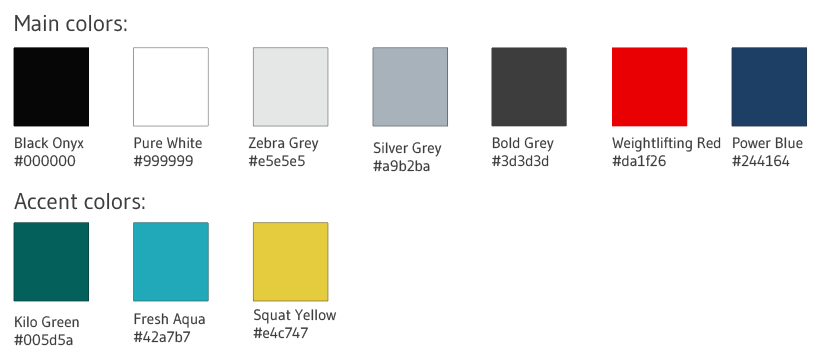 Main colors:
Black Onyx
#000000
Pure White
#999999
Zebra Grey
#e5e5e5
Silver Grey
#a9b2ba
Bold Grey
#3d3d3d
Weightlifting Red
#da1f26
Power Blue
#244164
Accent colors:
Kilo Green
#005d5a
Fresh Aqua
#42a7b7
Squat Yellow
#e4c747